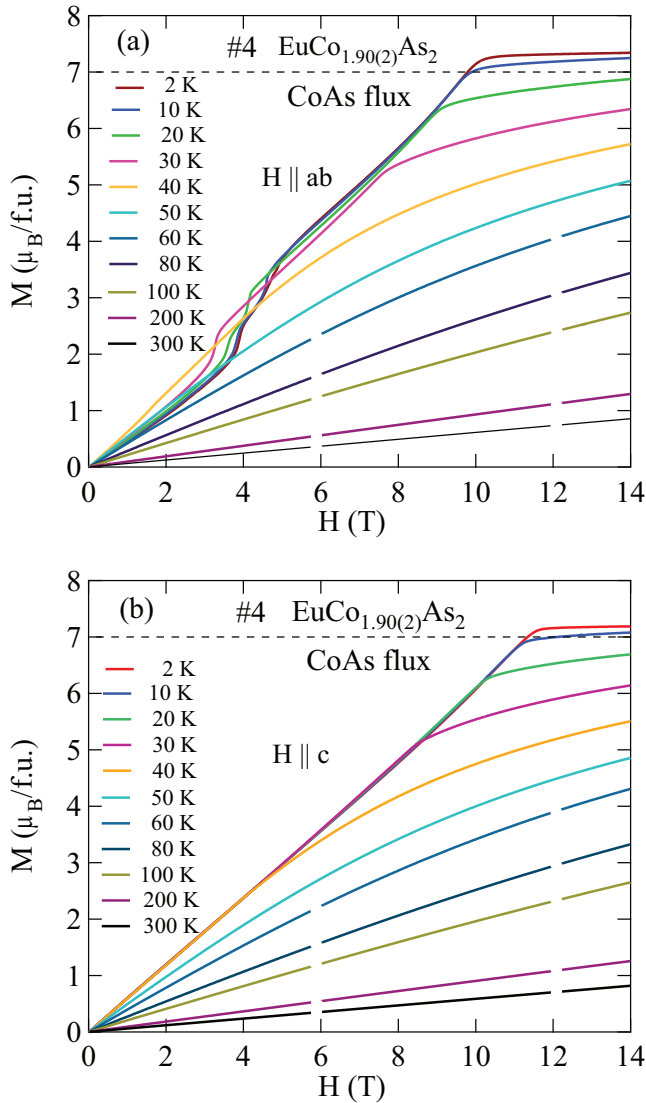 (a) #4 EuCo1.90(2)As2
CoAs flux
H || ab
2 K
10 K
20 K
30 K
40 K
50 K
60 K
80 K
100 K
200 K
300 K
M (μB/f.u.)
8
7
6
5
4
3
2
1
0
0 2 4 6 8 10 12 14
H (T)
(b) #4 EuCo1.90(2)As2
CoAs flux
H || c
2 K
10 K
20 K
30 K
40 K
50 K
60 K
80 K
100 K
200 K
300 K
M (μB/f.u.)
8
7
6
5
4
3
2
1
0
0 2 4 6 8 10 12 14
H (T)